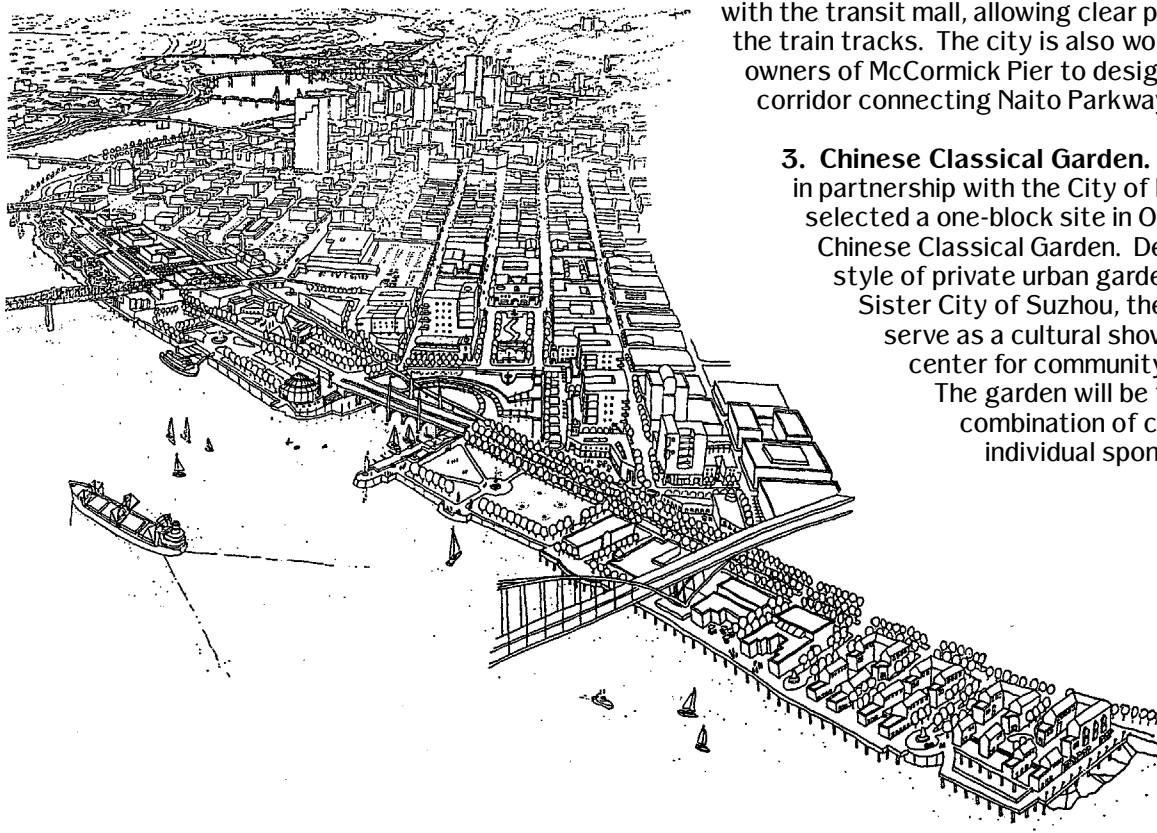 with the transit mall, allowing clear p
the train tracks.  The city is also wo
owners of McCormick Pier to desig
corridor connecting Naito Parkway
3.  Chinese Classical Garden.
in partnership with the City of
selected a one-block site in O
Chinese Classical Garden.  De
style of private urban garde
Sister City of Suzhou, the
serve as a cultural show
center for community
The garden will be
combination of c
individual spon